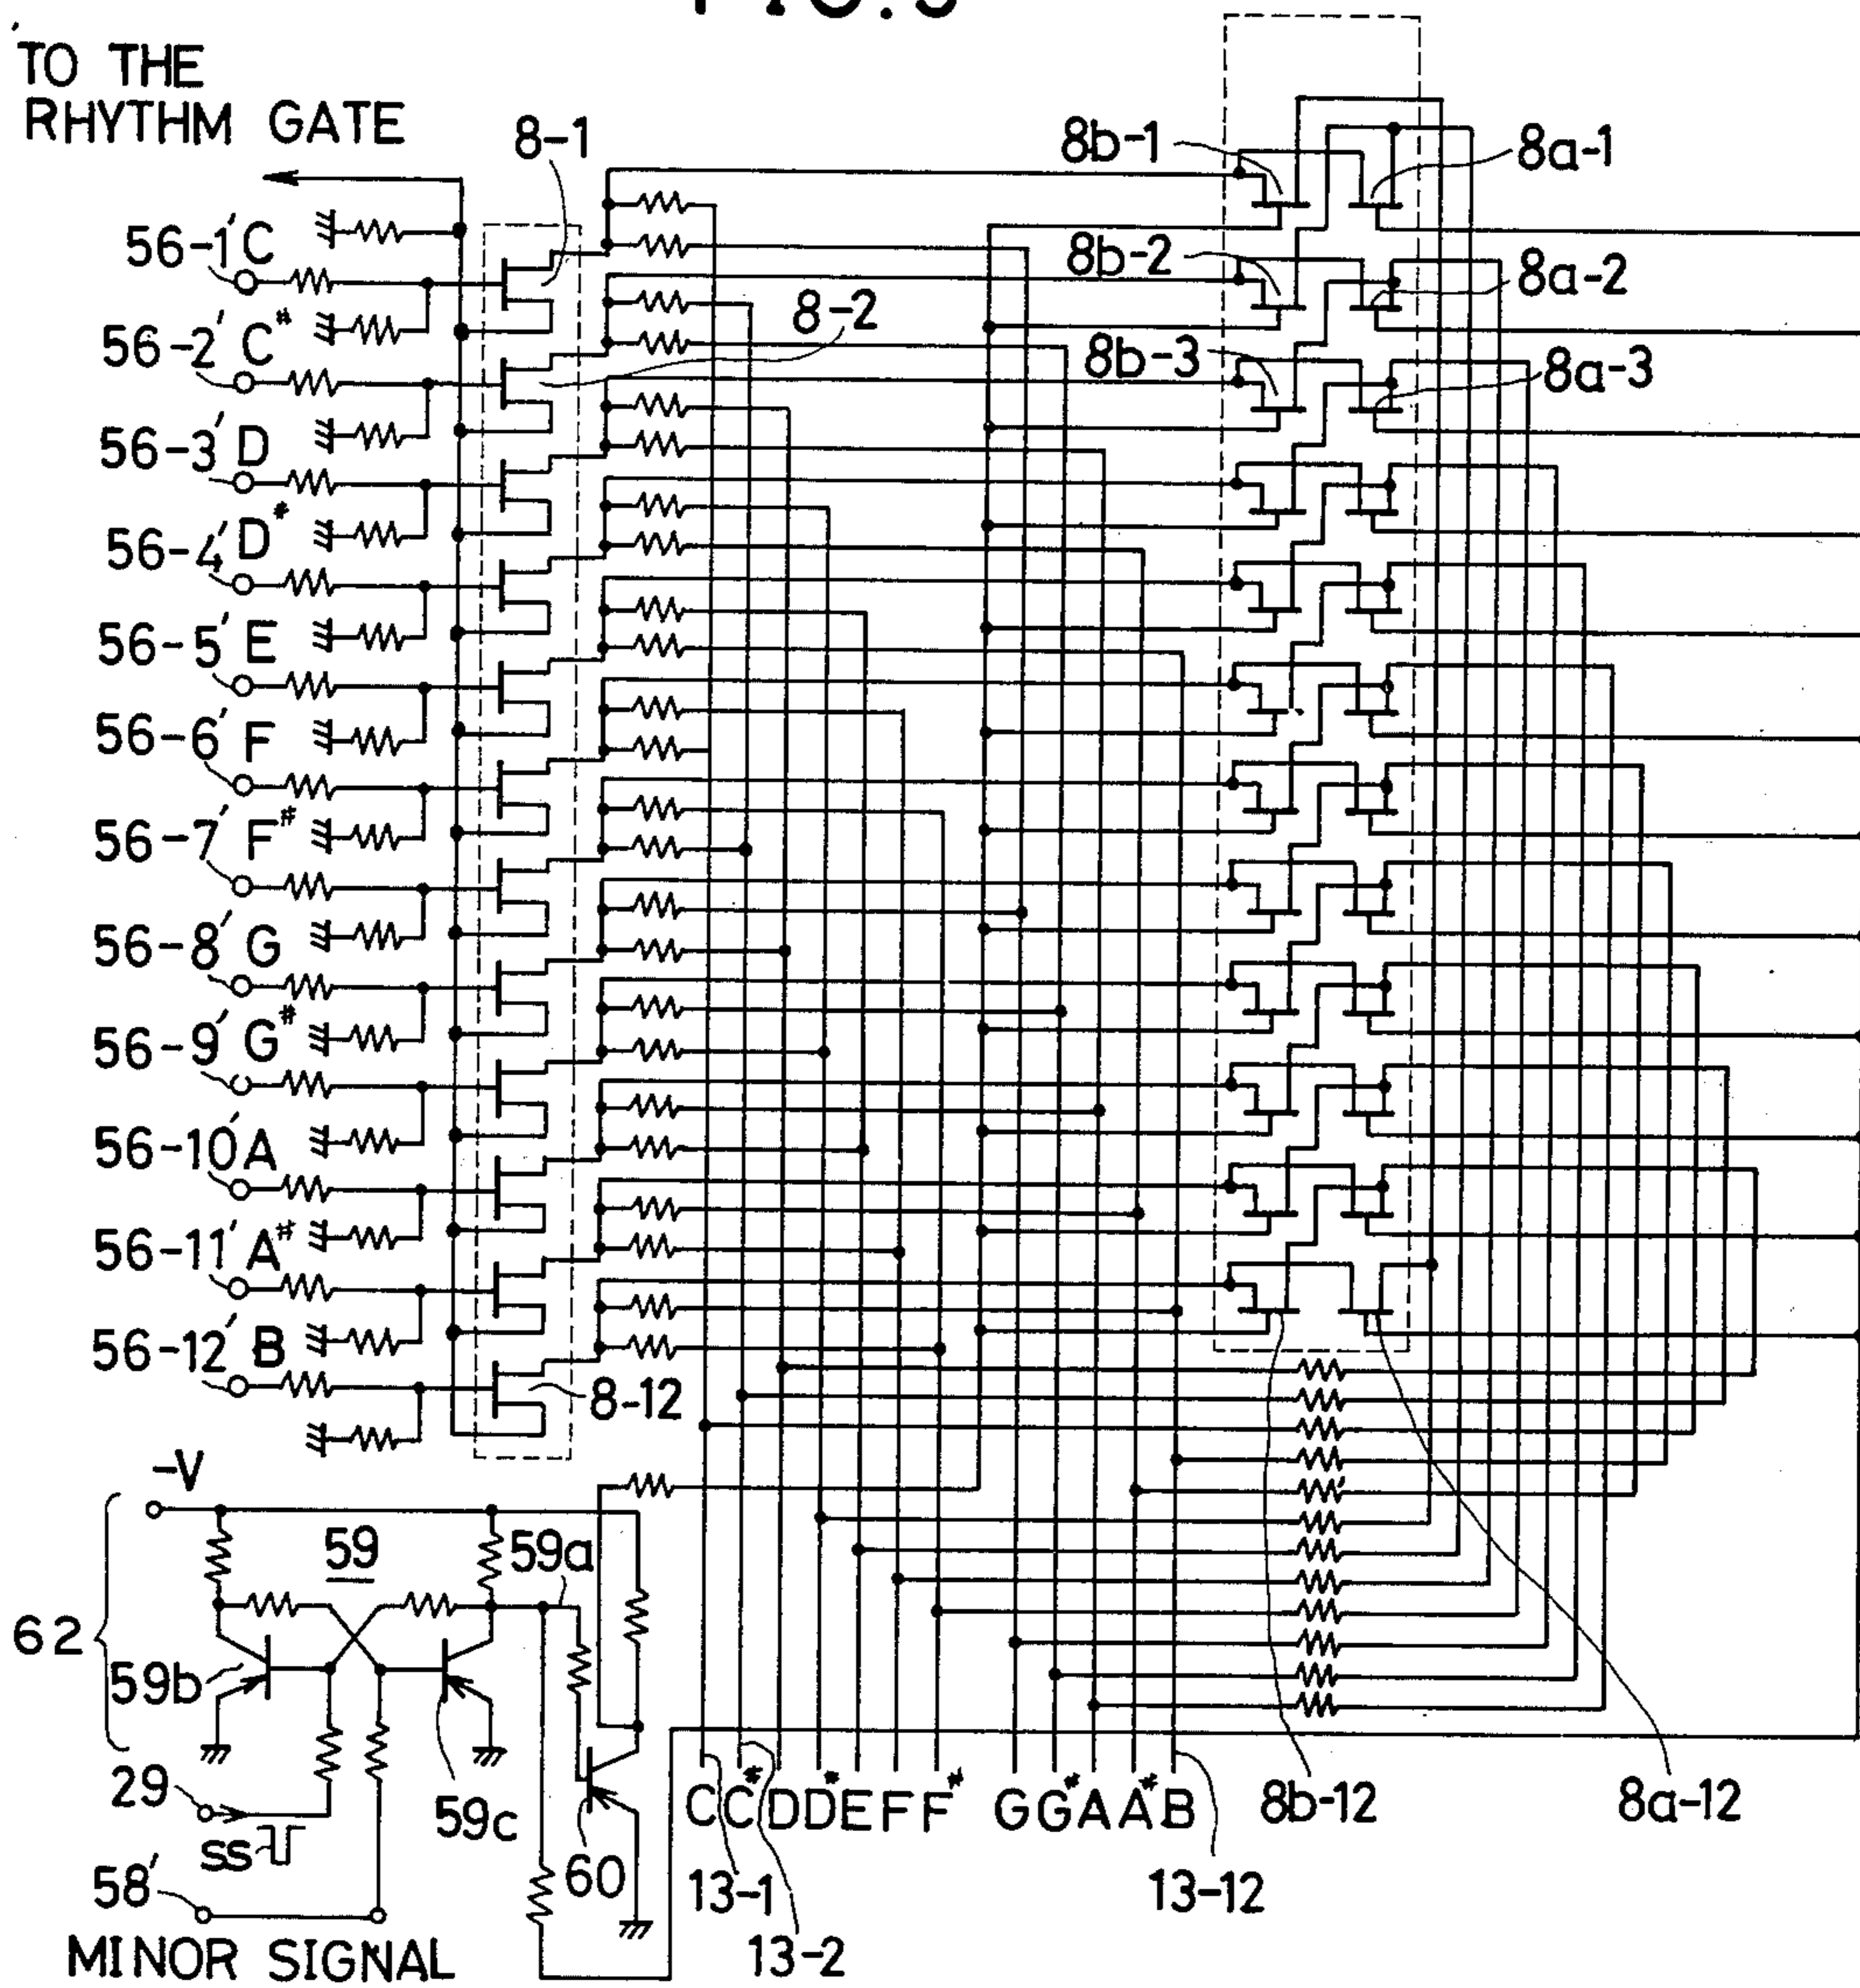 FIG. 5
TO THE
RHYTHM GATE
8-1
8b-1
8a-1
56-1' C
8b-2
8a-2
56-2' C#
8-2
8b-3
8a-3
56-3' D
56-4' D#
56-5' E
56-6' F
56-7' F#
56-8' G
56-9' G#
56-10' A
56-11' A#
56-12' B
8-12
-V
59
59a
62
59b
29
59c
C C# D D# E F F# G G# A A# B
8b-12
8a-12
SS
60
58'
13-1
13-12
13-2
MINOR SIGNAL